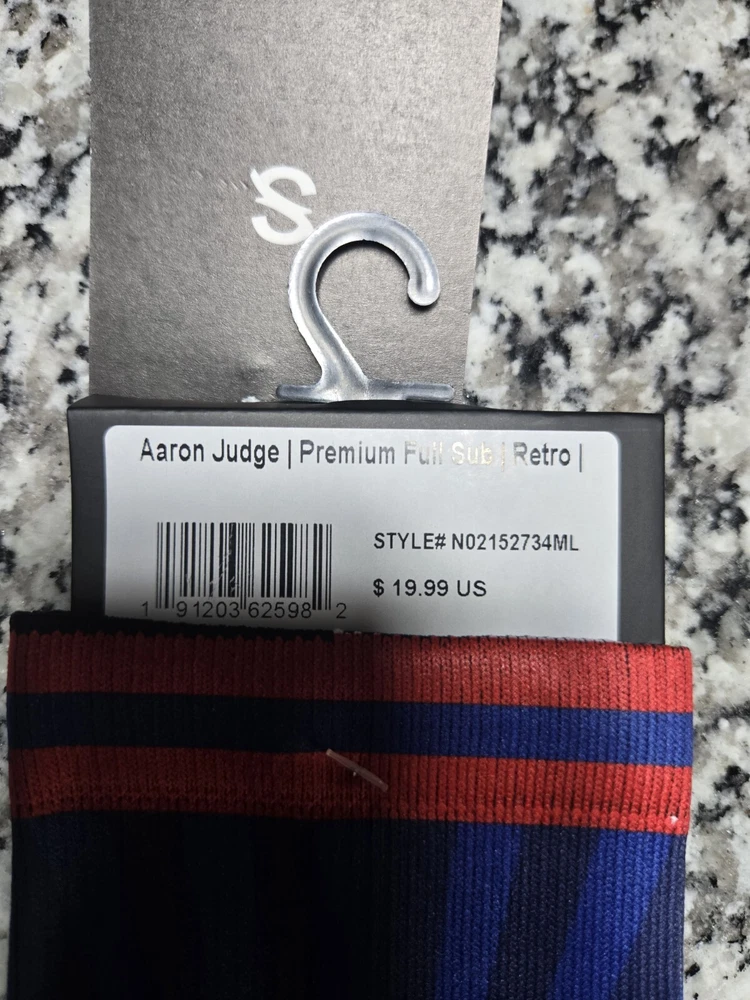 S
Aaron Judge | Premium Full Sub | Retro |
STYLE# N02152734ML
$ 19.99 US
1 91203 62598 2